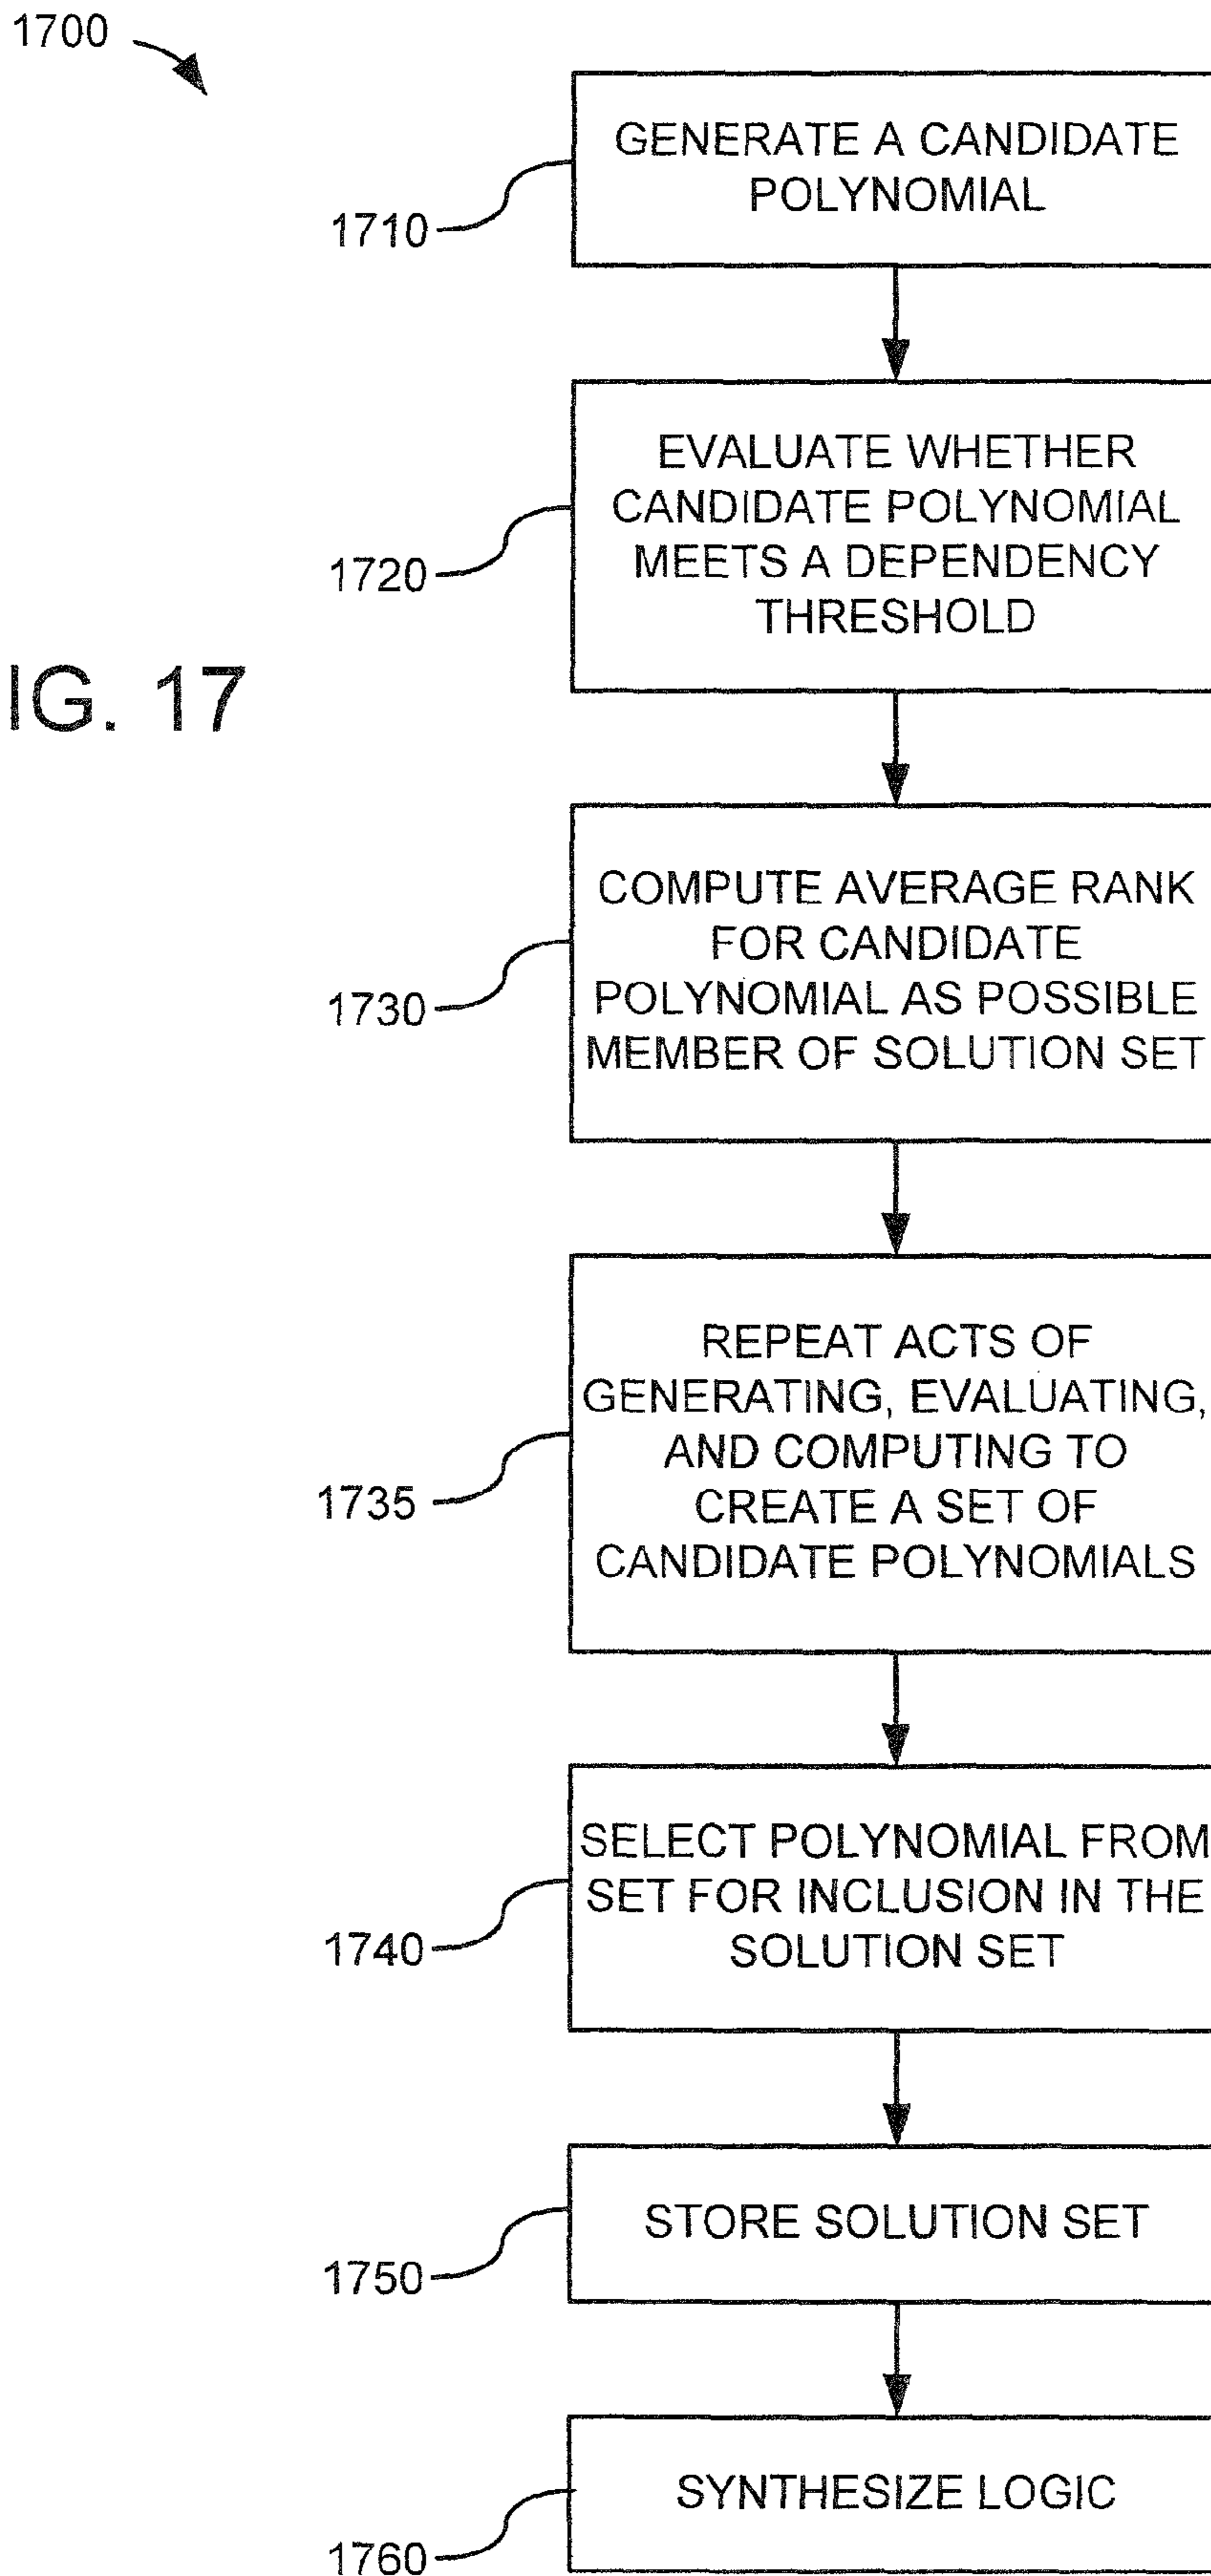 1700
GENERATE A CANDIDATE
POLYNOMIAL
1710
EVALUATE WHETHER
CANDIDATE POLYNOMIAL
MEETS A DEPENDENCY
THRESHOLD
1720
IG. 17
COMPUTE AVERAGE RANK
FOR CANDIDATE
POLYNOMIAL AS POSSIBLE
MEMBER OF SOLUTION SET
1730
REPEAT ACTS OF
GENERATING, EVALUATING,
AND COMPUTING TO
CREATE A SET OF
CANDIDATE POLYNOMIALS
1735
SELECT POLYNOMIAL FROM
SET FOR INCLUSION IN THE
SOLUTION SET
1740
STORE SOLUTION SET
1750
SYNTHESIZE LOGIC
1760